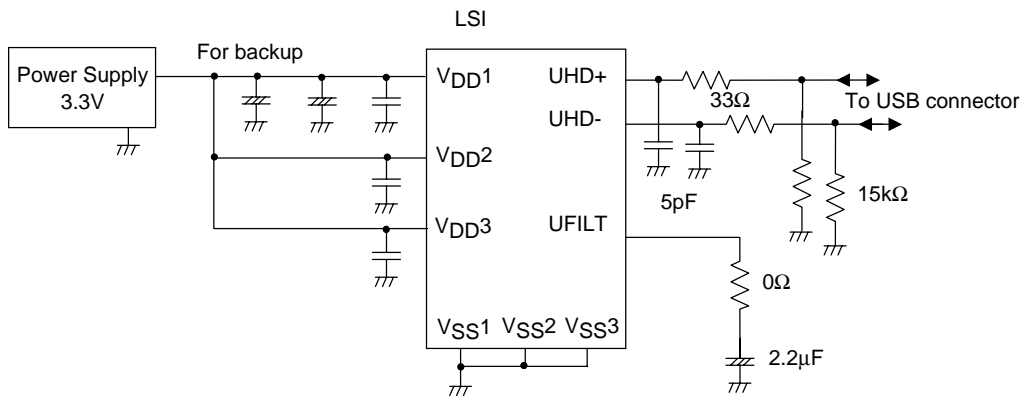 LSI
For backup
Power Supply
3.3V
VDD1
UHD+
33Ω
To USB connector
UHD-
VDD2
5pF
15kΩ
VDD3
UFILT
0Ω
VSS1
VSS2
VSS3
2.2μF